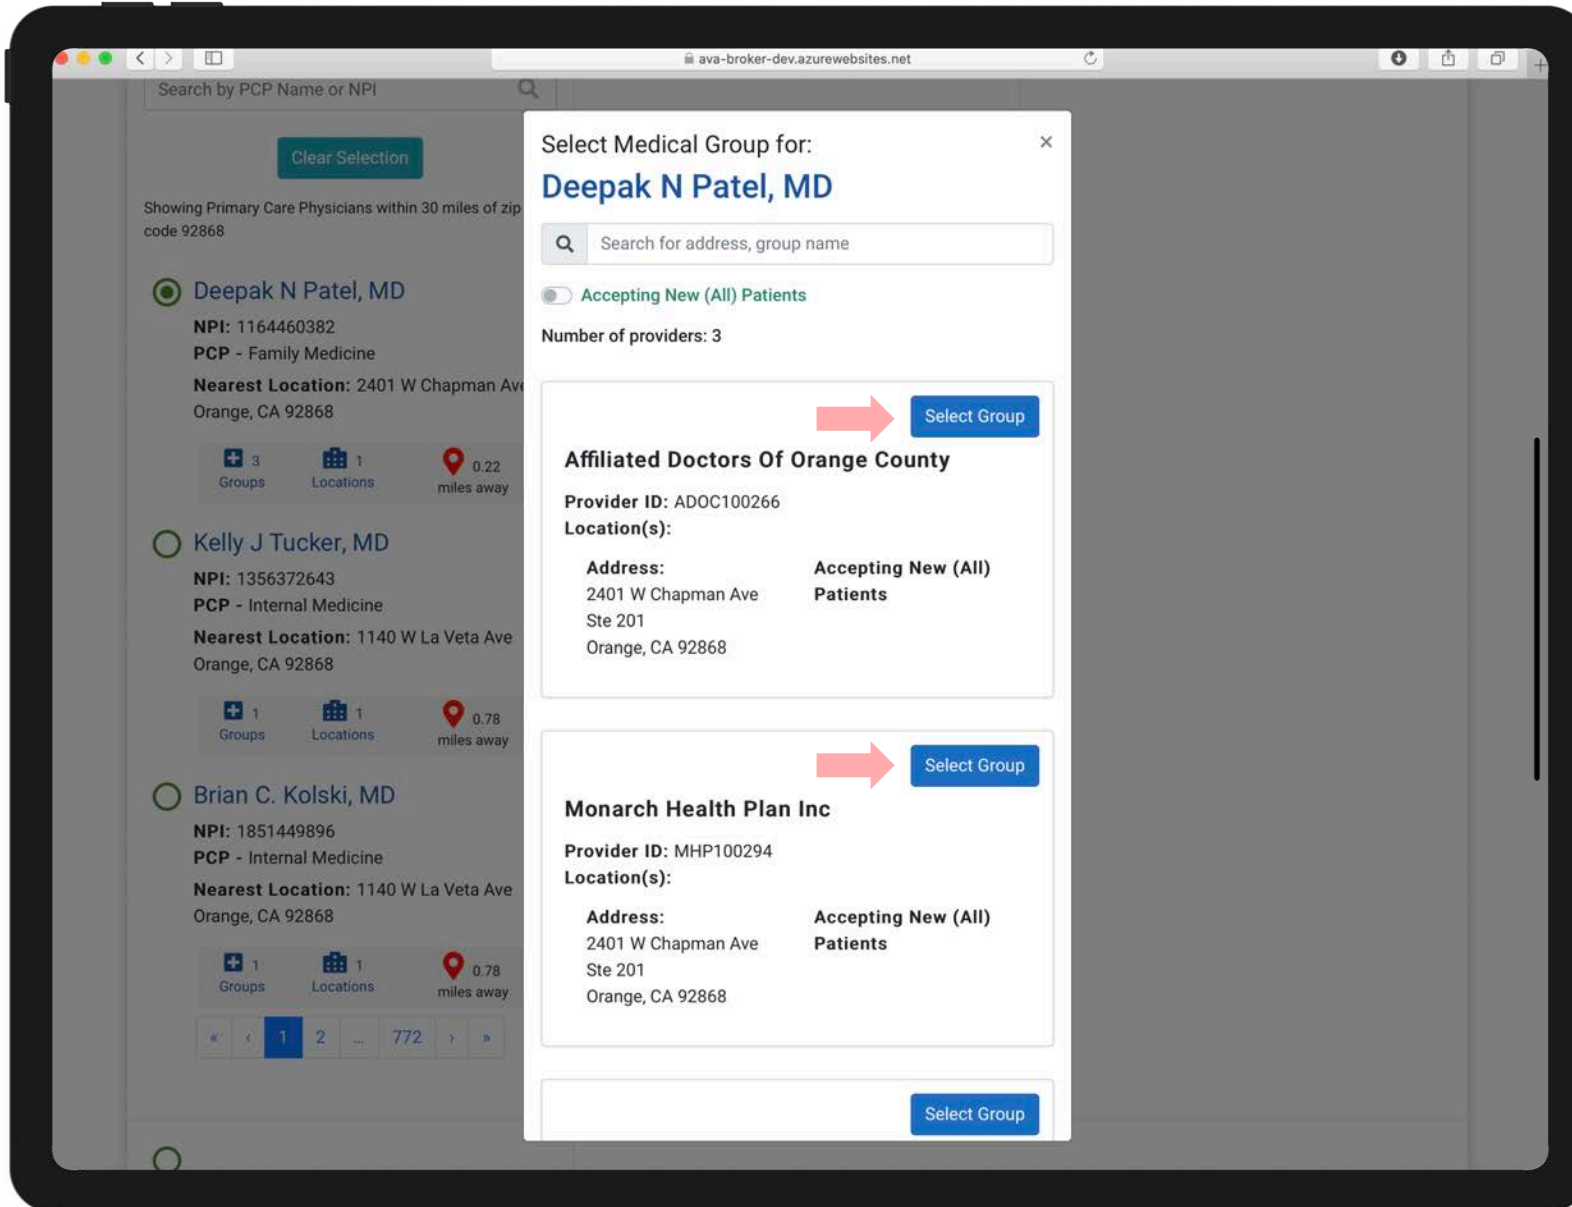 ava-broker-dev.azurewebsites.net
Search by PCP Name or NPI
Clear Selection
Showing Primary Care Physicians within 30 miles of zip
code 92868
Deepak N Patel, MD
NPI: 1164460382
PCP - Family Medicine
Nearest Location: 2401 W Chapman Ave
Orange, CA 92868
3
Groups
1
Locations
0.22
miles away
Kelly J Tucker, MD
NPI: 1356372643
PCP - Internal Medicine
Nearest Location: 1140 W La Veta Ave
Orange, CA 92868
1
Groups
1
Locations
0.78
miles away
Brian C. Kolski, MD
NPI: 1851449896
PCP - Internal Medicine
Nearest Location: 1140 W La Veta Ave
Orange, CA 92868
1
Groups
1
Locations
0.78
miles away
« ‹ 1 2 ... 772 › »
Select Medical Group for:
×
Deepak N Patel, MD
Search for address, group name
Accepting New (All) Patients
Number of providers: 3
Select Group
Affiliated Doctors Of Orange County
Provider ID: ADOC100266
Location(s):
Address:
2401 W Chapman Ave
Ste 201
Orange, CA 92868
Accepting New (All)
Patients
Select Group
Monarch Health Plan Inc
Provider ID: MHP100294
Location(s):
Address:
2401 W Chapman Ave
Ste 201
Orange, CA 92868
Accepting New (All)
Patients
Select Group